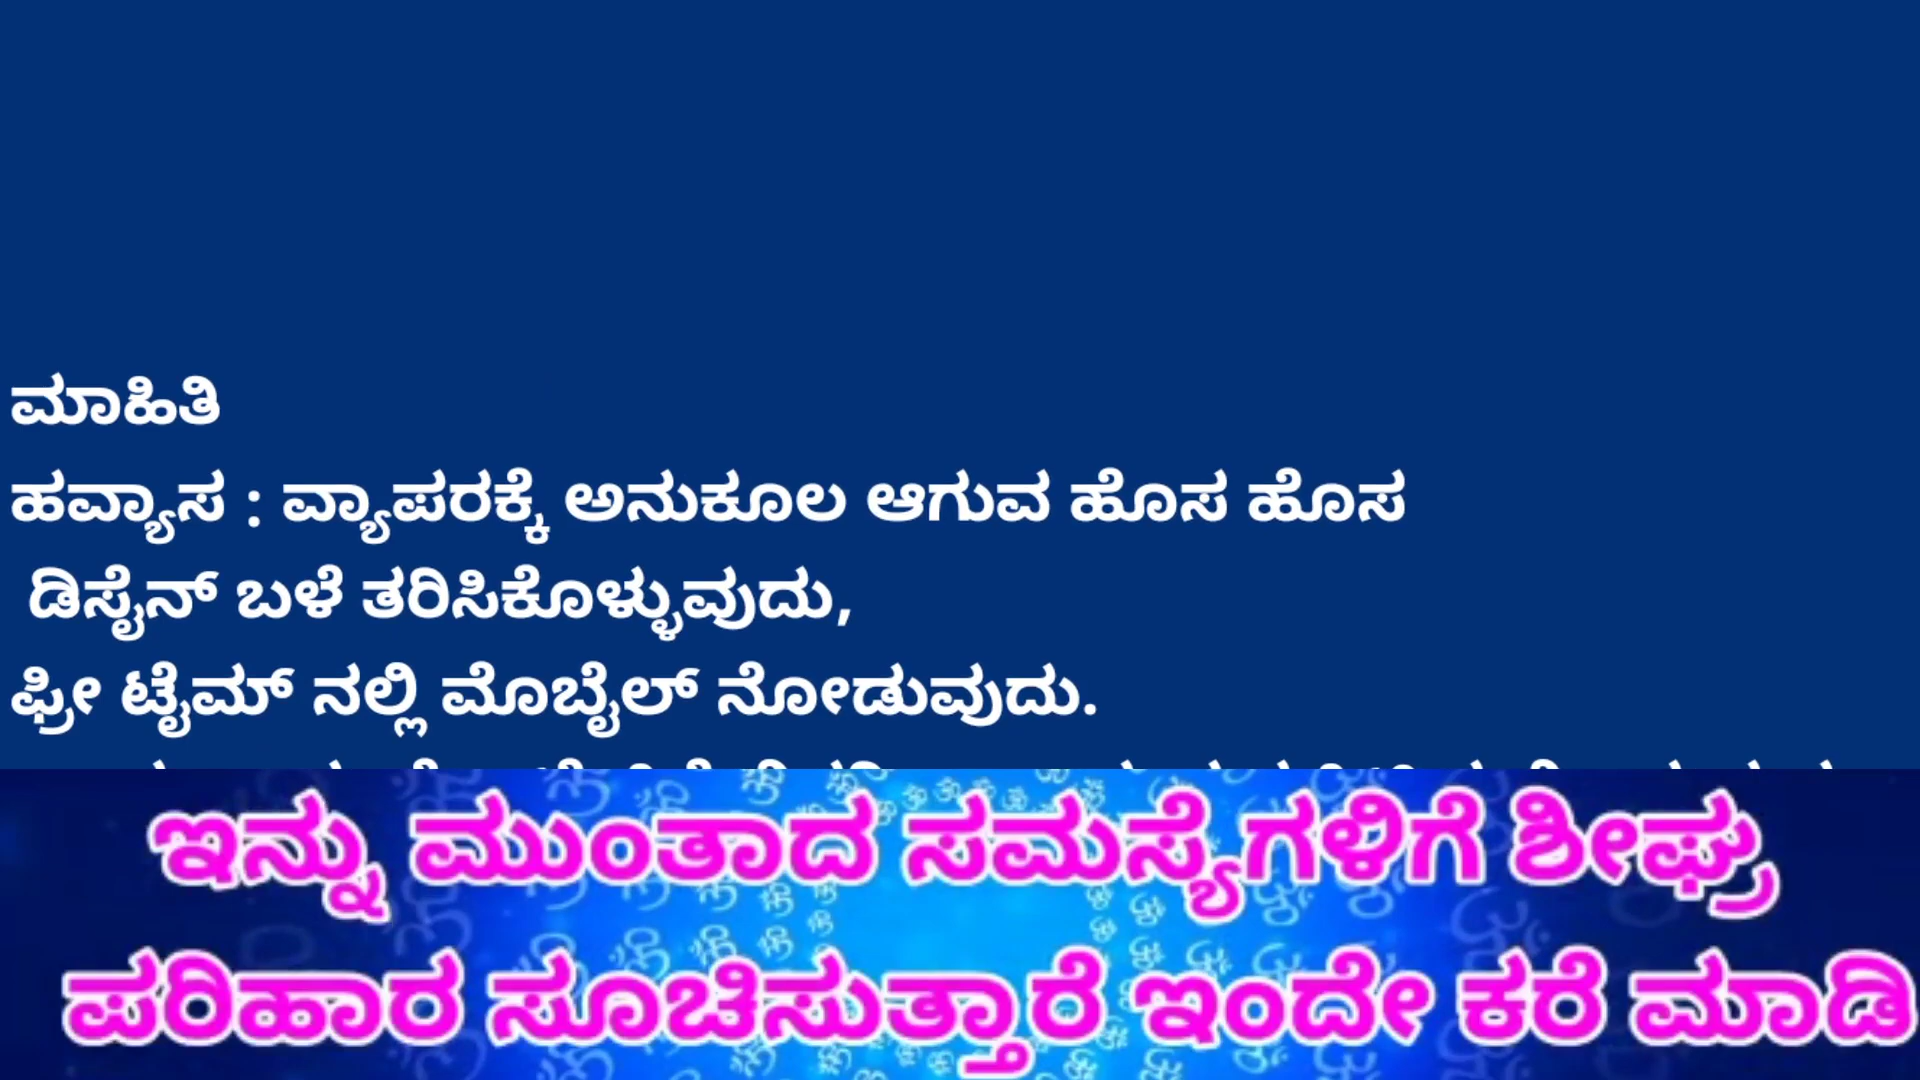 ಮಾಹಿತಿ
ಹವ್ಯಾಸ : ವ್ಯಾಪರಕ್ಕೆ ಅನುಕೂಲ ಆಗುವ ಹೊಸ ಹೊಸ
ಡಿಸೈನ್ ಬಳೆ ತರಿಸಿಕೊಳ್ಳುವುದು,
ಫ್ರೀ ಟೈಮ್ ನಲ್ಲಿ ಮೊಬೈಲ್ ನೋಡುವುದು.
ಇನ್ನು ಮುಂತಾದ ಸಮಸ್ಯೆಗಳಿಗೆ ಶೀಘ್ರ
ಪರಿಹಾರ ಸೂಚಿಸುತ್ತಾರೆ ಇಂದೇ ಕರೆ ಮಾಡಿ